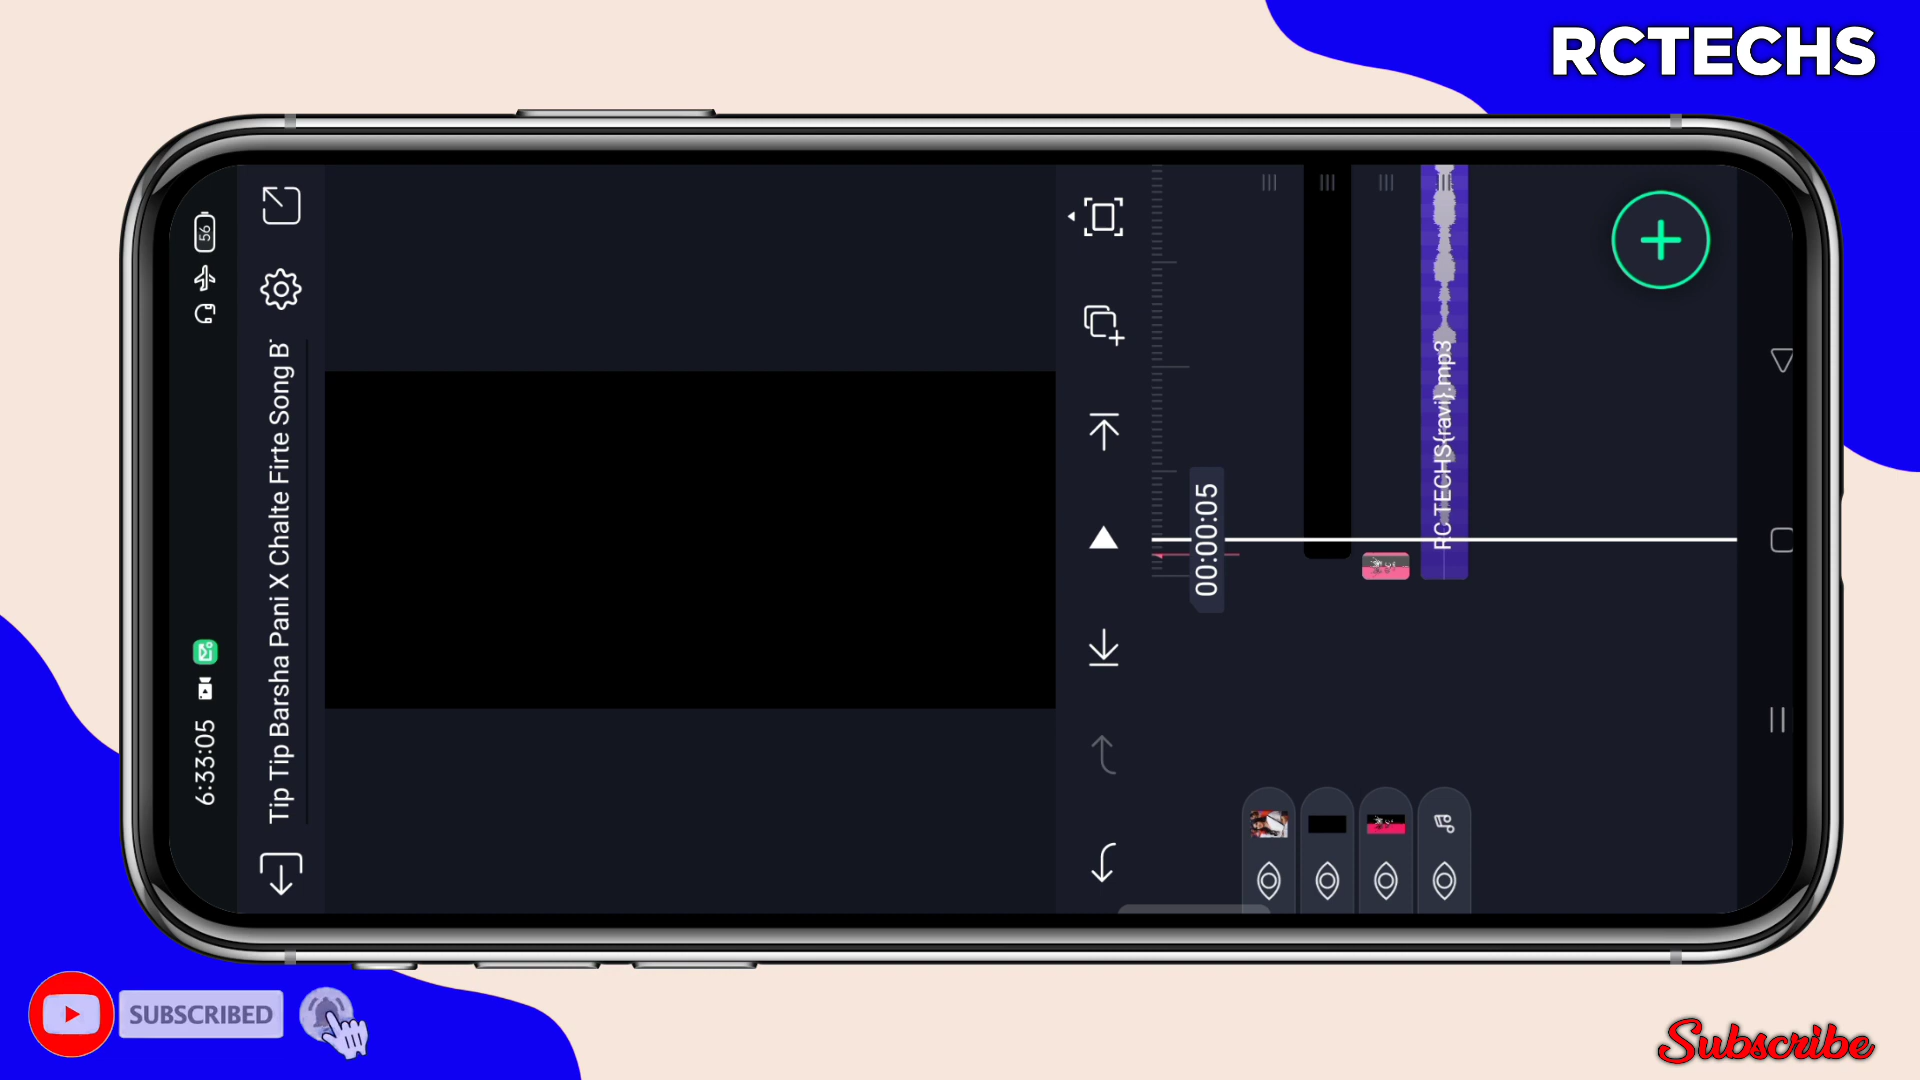 RCTECHS
56
6:33:05
Tip Tip Barsha Pani X Chalte Firte Song B
00:00:05
RC TECHS{ravi}.mp3
SUBSCRIBED
Subscribe